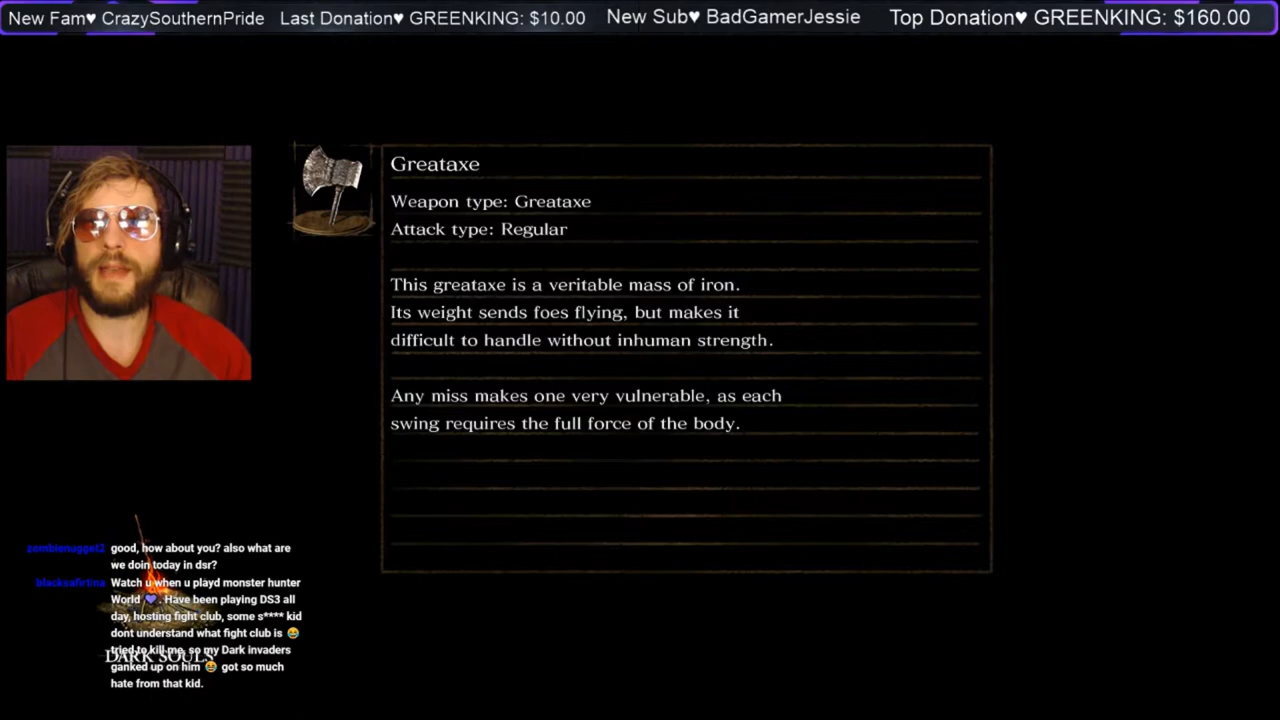 New Fam♥ CrazySouthernPride
Last Donation♥ GREENKING: $10.00
New Sub♥ BadGamerJessie
Top Donation♥ GREENKING: $160.00
Greataxe
Weapon type: Greataxe
Attack type: Regular
This greataxe is a veritable mass of iron.
Its weight sends foes flying, but makes it
difficult to handle without inhuman strength.
Any miss makes one very vulnerable, as each
swing requires the full force of the body.
zombienugget2 good, how about you? also what are
we doin today in dsr?
blacksafirtina Watch u when u playd monster hunter
World 💜 . Have been playing DS3 all
day, hosting fight club, some s**** kid
dont understand what fight club is 😂
tried to kill me, so my Dark invaders
ganked up on him 😂 got so much
hate from that kid.
DARK SOULS